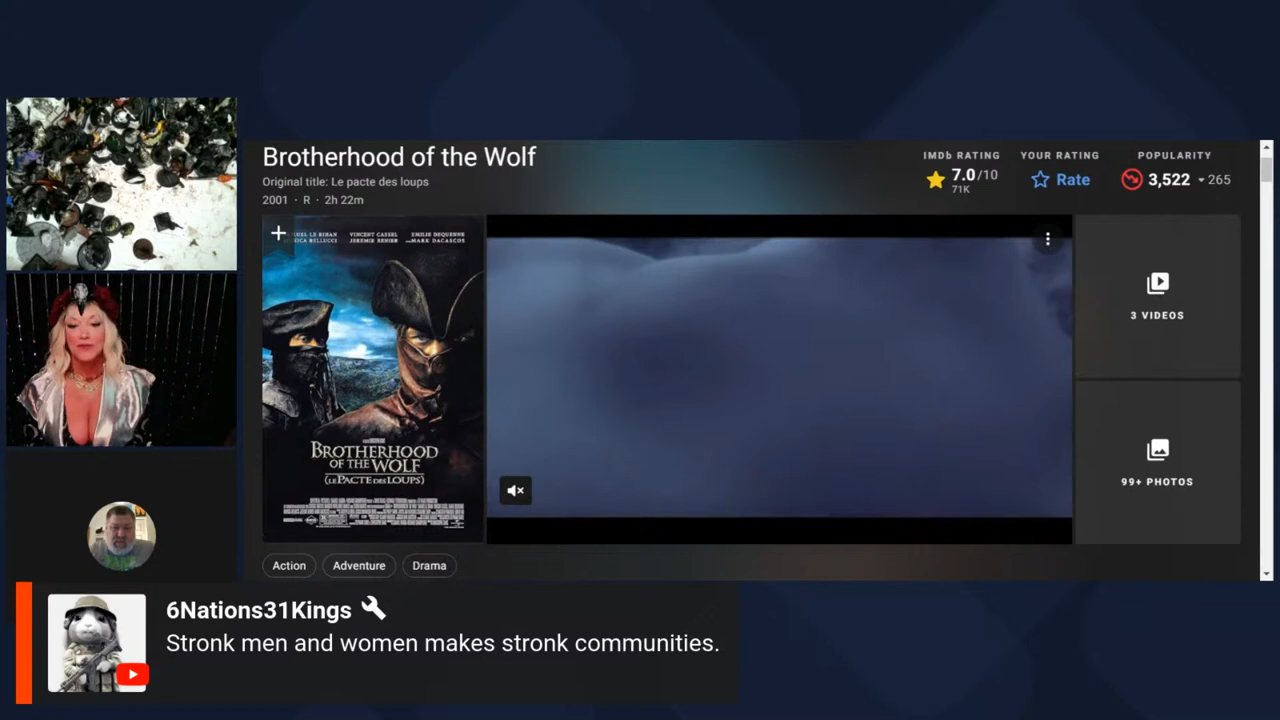 Brotherhood of the Wolf
Original title: Le pacte des loups
2001 · R · 2h 22m
IMDb RATING
7.0/10
71K
YOUR RATING
Rate
POPULARITY
3,522 265
VINCENT CASSEL
JEREMIE RENIER
EMILIE DEQUENNE
MARK DACASCOS
BROTHERHOOD
OF THE WOLF
(LE PACTE DES LOUPS)
3 VIDEOS
99+ PHOTOS
Action
Adventure
Drama
6Nations31Kings
Stronk men and women makes stronk communities.